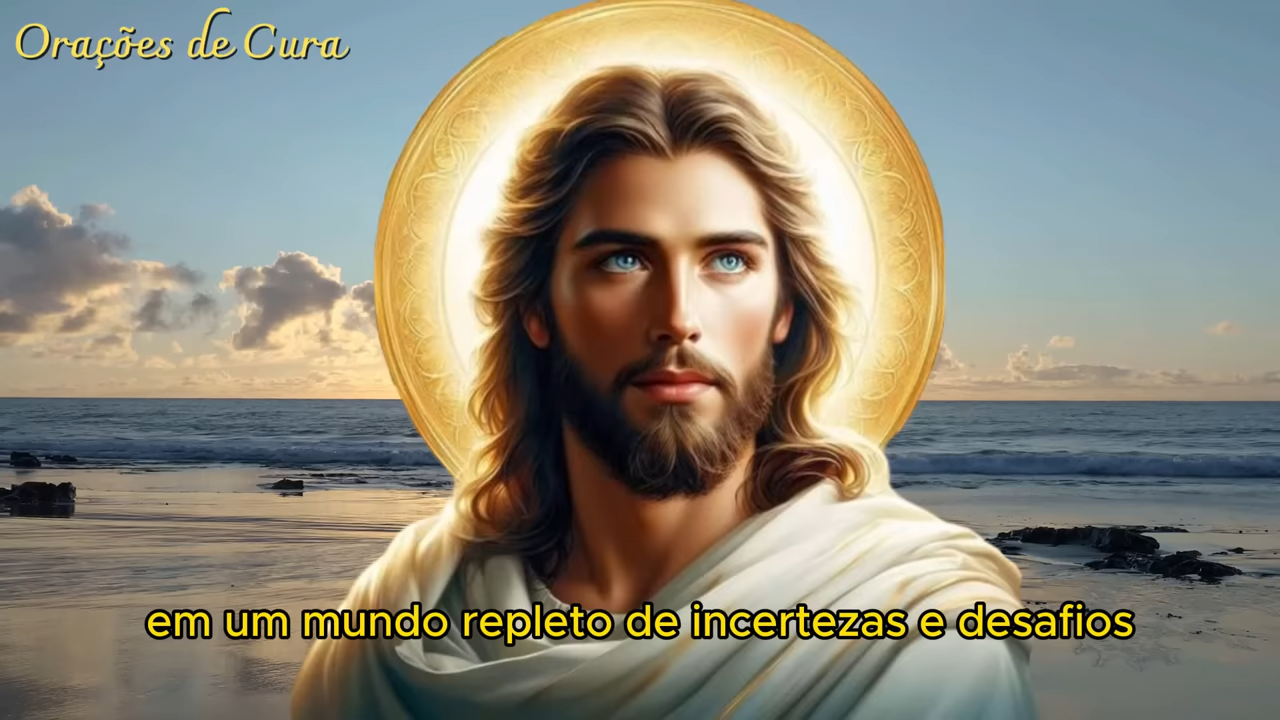 Orações de Cura
em um mundo repleto de incertezas e desafios